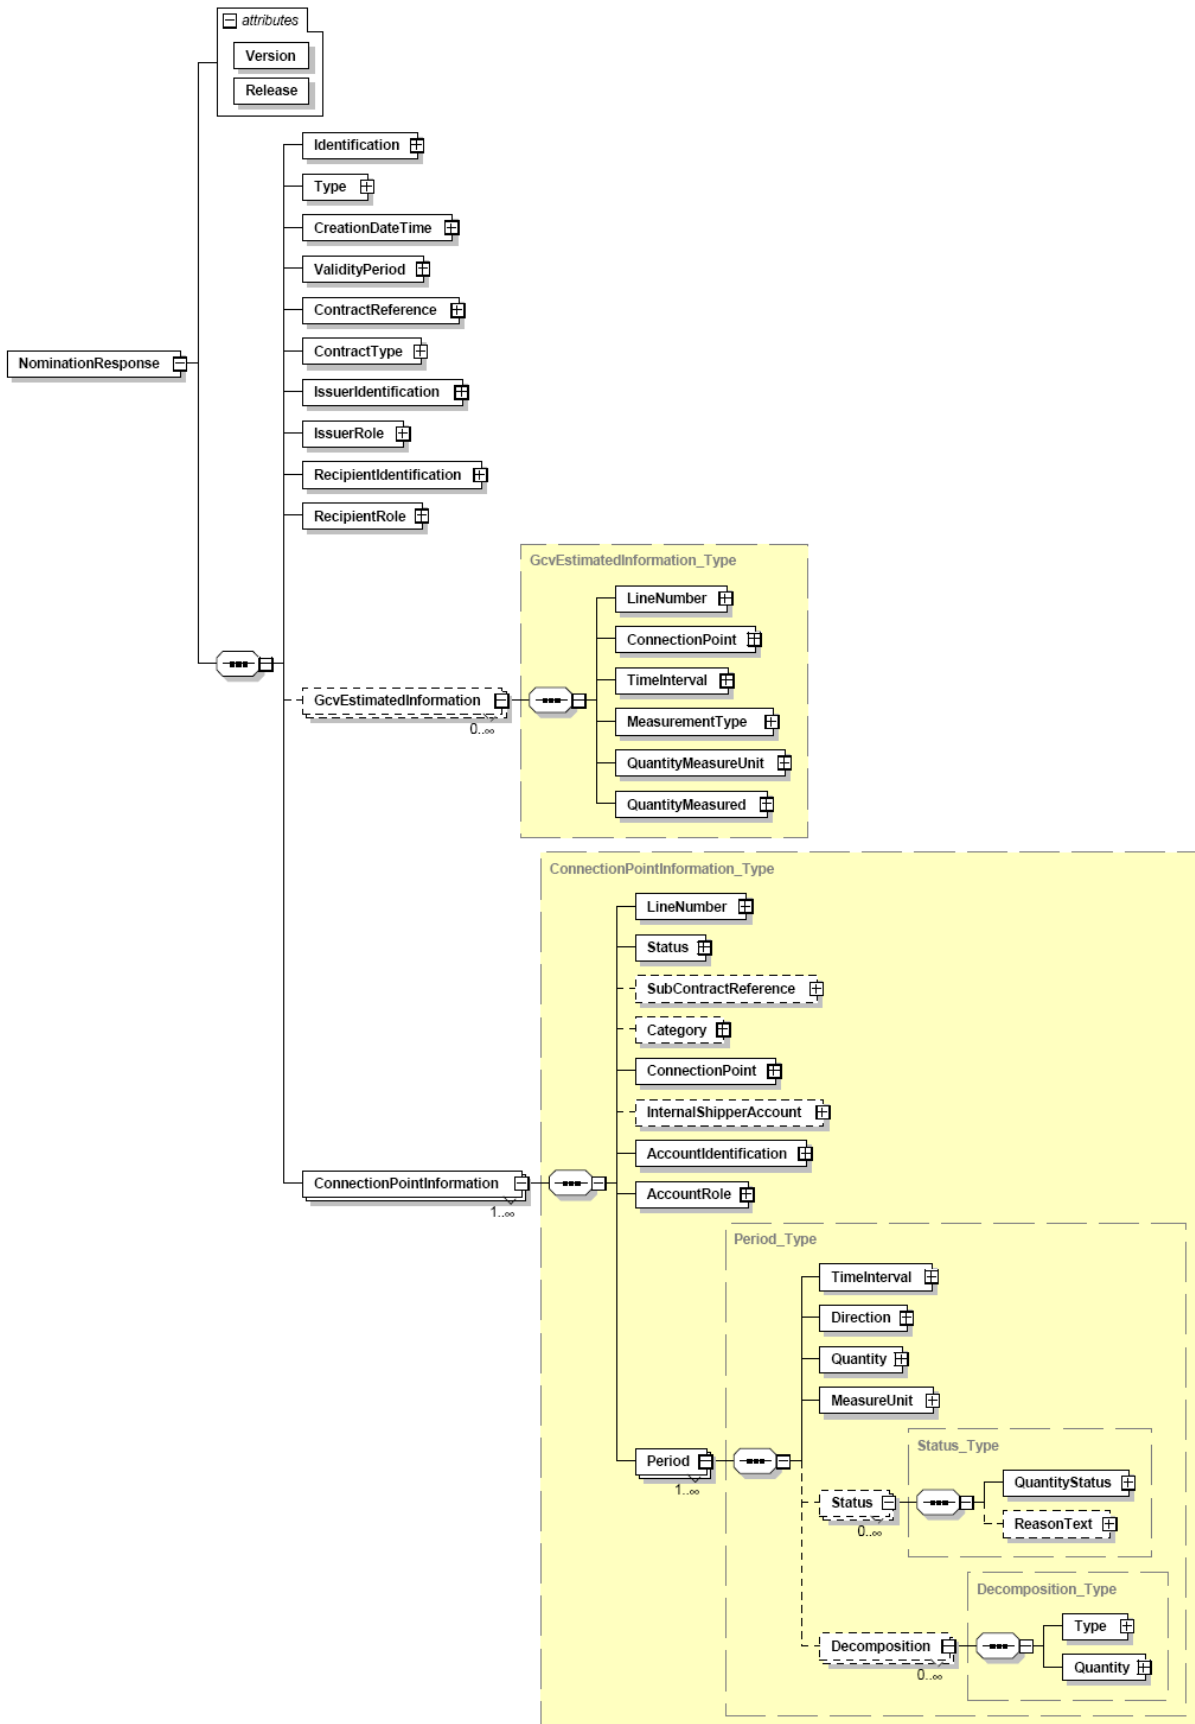 attributes
Version
Release
Identification
Type
CreationDateTime
ValidityPeriod
ContractReference
ContractType
NominationResponse
IssuerIdentification
IssuerRole
RecipientIdentification
RecipientRole
GcvEstimatedInformation_Type
LineNumber
ConnectionPoint
TimeInterval
GcvEstimatedInformation
0..∞
MeasurementType
QuantityMeasureUnit
QuantityMeasured
ConnectionPointInformation_Type
LineNumber
Status
SubContractReference
Category
ConnectionPoint
InternalShipperAccount
AccountIdentification
ConnectionPointInformation
1..∞
AccountRole
Period_Type
TimeInterval
Direction
Quantity
MeasureUnit
Period
1..∞
Status_Type
QuantityStatus
Status
0..∞
ReasonText
Decomposition_Type
Type
Decomposition
0..∞
Quantity